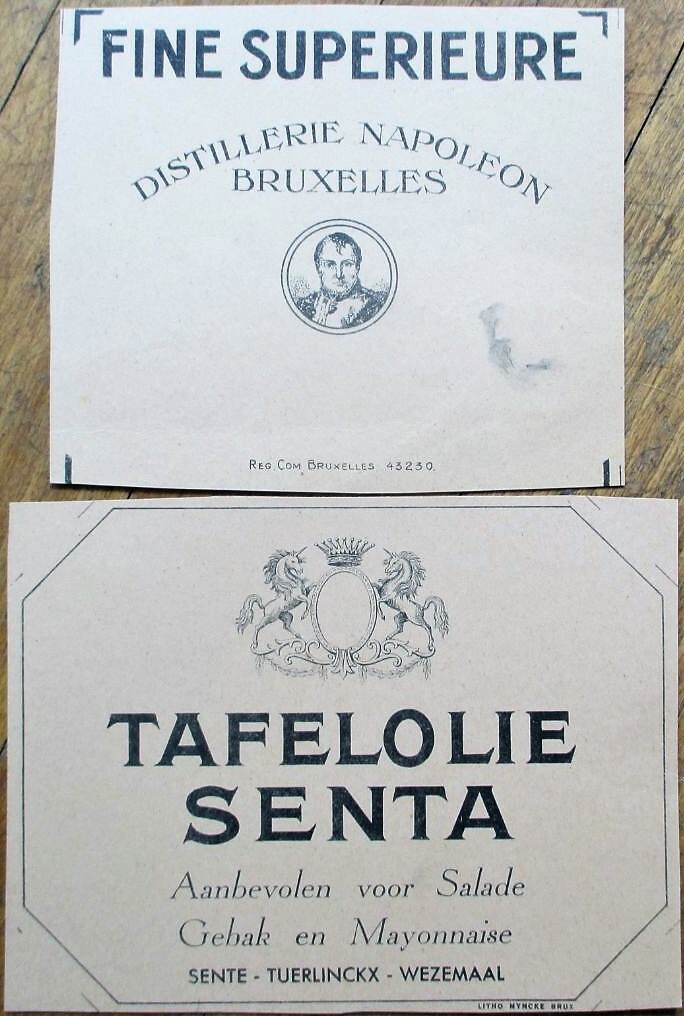 FINE SUPERIEURE
DISTILLERIE NAPOLEON
BRUXELLES
REG. COM. BRUXELLES 43230.
TAFELOLIE
SENTA
Aanbevolen voor Salade
Gebak en Mayonnaise
SENTE - TUERLINCKX - WEZEMAAL
LITHO MYNCKE BRUX.